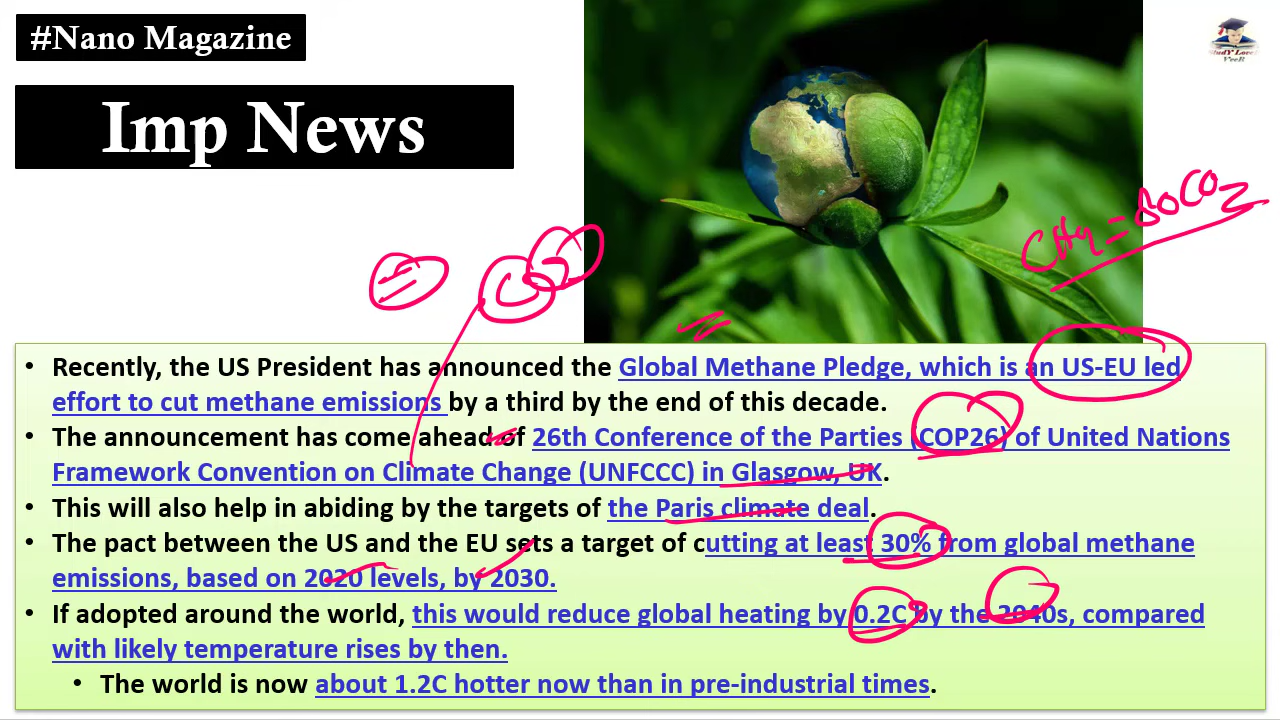 #Nano Magazine
Imp News
StudY Lover
VeeR
CH4 = 80CO2
• Recently, the US President has announced the Global Methane Pledge, which is an US-EU led
effort to cut methane emissions by a third by the end of this decade.
• The announcement has come ahead of 26th Conference of the Parties (COP26) of United Nations
Framework Convention on Climate Change (UNFCCC) in Glasgow, UK.
• This will also help in abiding by the targets of the Paris climate deal.
• The pact between the US and the EU sets a target of cutting at least 30% from global methane
emissions, based on 2020 levels, by 2030.
• If adopted around the world, this would reduce global heating by 0.2C by the 2040s, compared
with likely temperature rises by then.
• The world is now about 1.2C hotter now than in pre-industrial times.